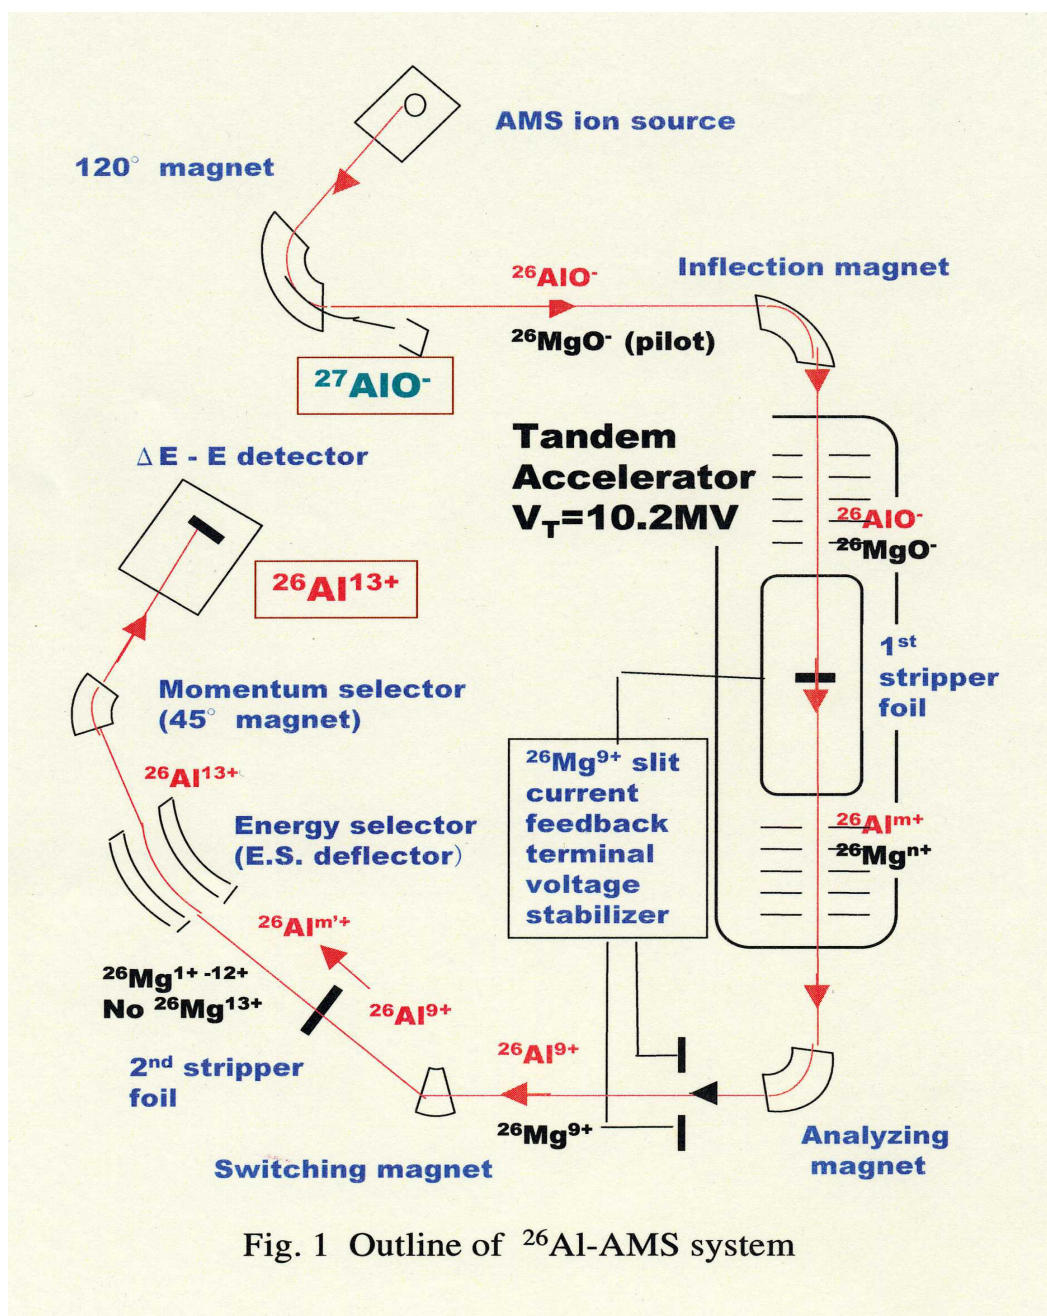 AMS ion source
120° magnet
²⁶AlO⁻
Inflection magnet
²⁶MgO⁻ (pilot)
²⁷AlO⁻
Tandem
Accelerator
V_T=10.2MV
ΔE - E detector
²⁶AlO⁻
²⁶MgO⁻
²⁶Al¹³⁺
1ˢᵗ
stripper
foil
Momentum selector
(45° magnet)
²⁶Mg⁹⁺ slit
current
feedback
terminal
voltage
stabilizer
²⁶Al¹³⁺
Energy selector
(E.S. deflector)
²⁶Alᵐ⁺
²⁶Mgⁿ⁺
²⁶Alᵐ'⁺
²⁶Mg¹⁺ ⁻¹²⁺
No ²⁶Mg¹³⁺
²⁶Al⁹⁺
2ⁿᵈ stripper
foil
²⁶Al⁹⁺
²⁶Mg⁹⁺
Analyzing
magnet
Switching magnet
Fig. 1 Outline of ²⁶Al-AMS system